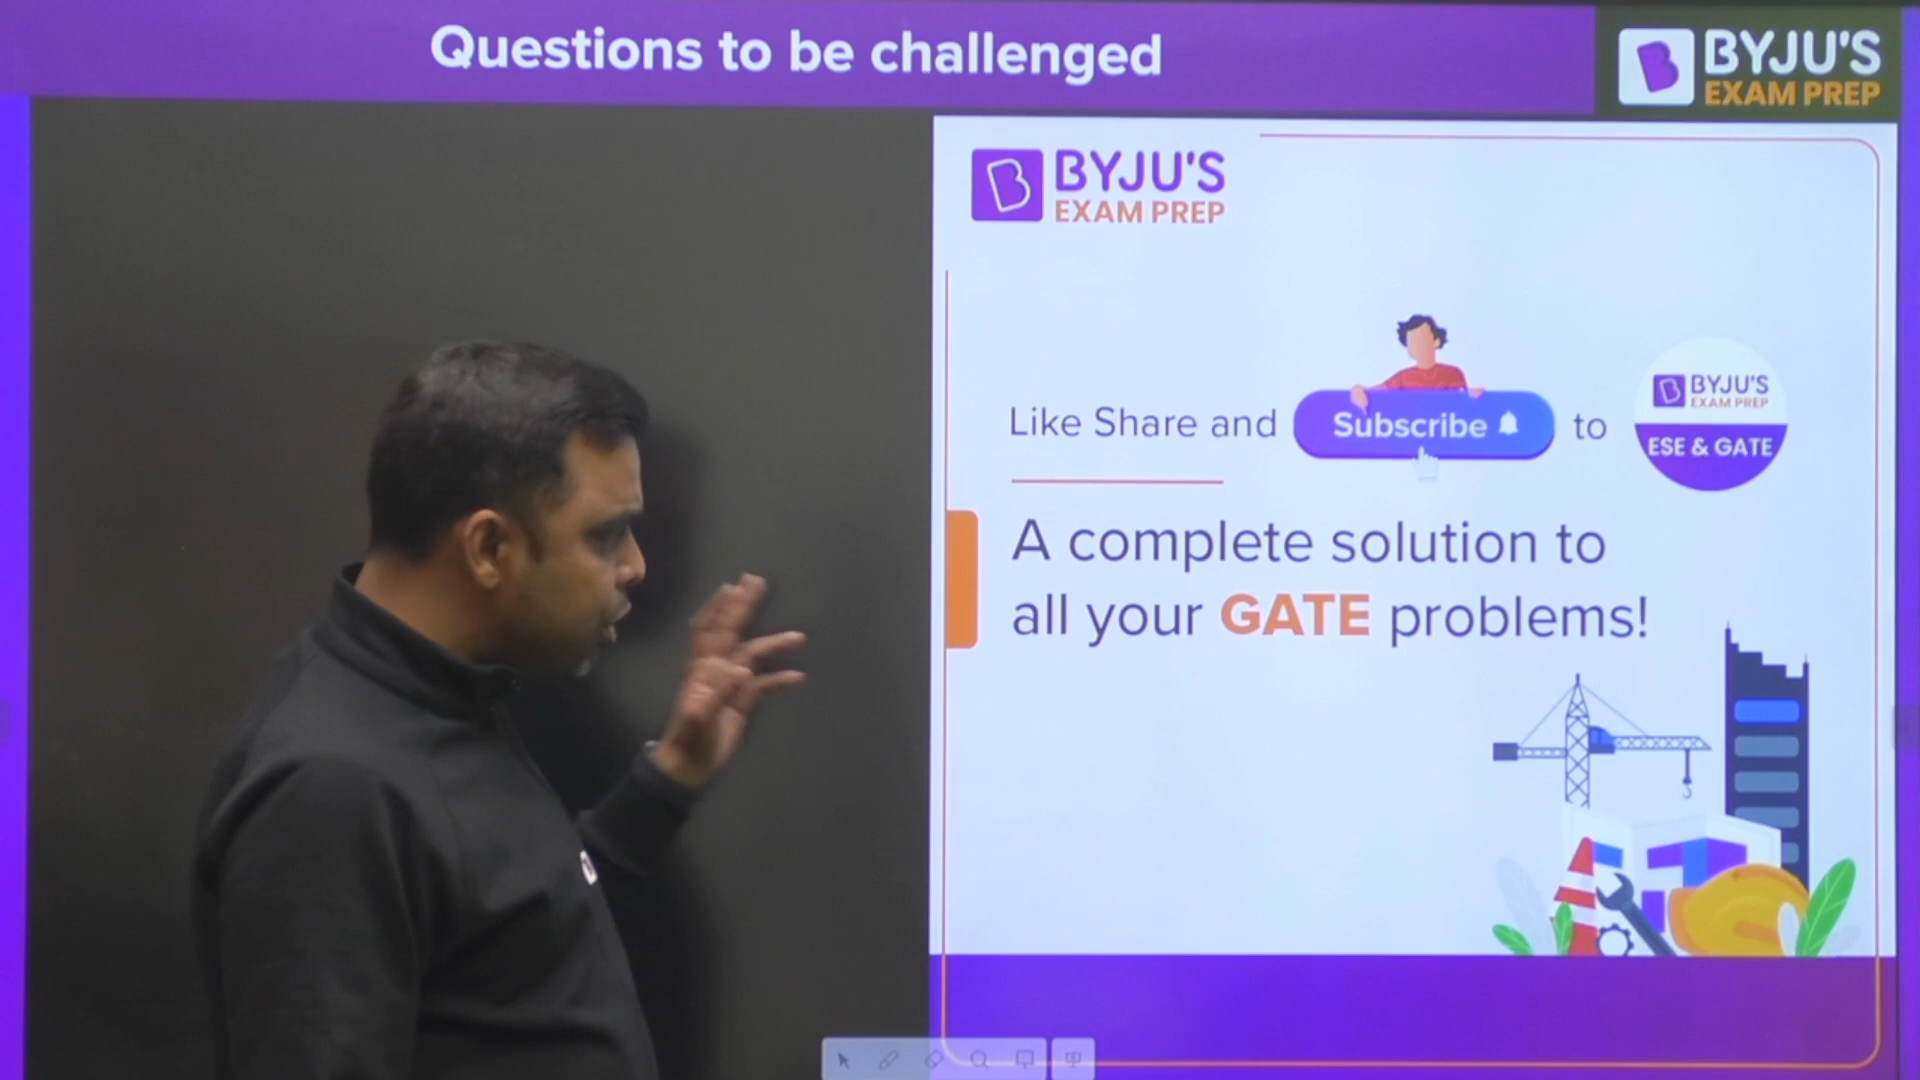 Questions to be challenged
BYJU'S
EXAM PREP
BYJU'S
EXAM PREP
Like Share and Subscribe to
BYJU'S
EXAM PREP
ESE & GATE
A complete solution to
all your GATE problems!